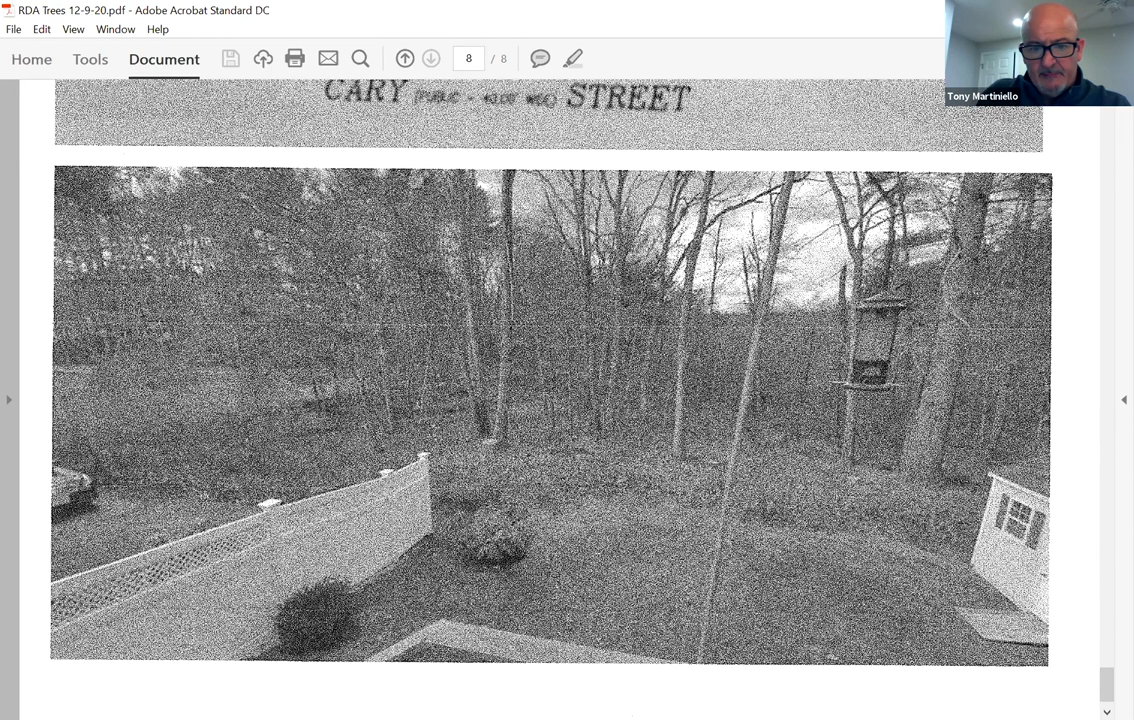 RDA Trees 12-9-20.pdf - Adobe Acrobat Standard DC
File Edit View Window Help
Home Tools Document 8 / 8
Tony Martiniello
CARY STREET